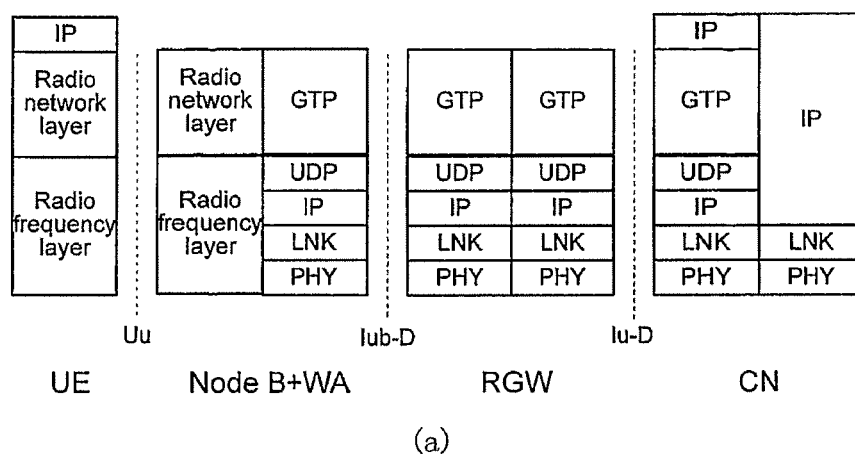 IP
Radio
network
layer
Radio
frequency
layer
Uu
UE
Radio
network
layer
GTP
Radio
frequency
layer
UDP
IP
LNK
PHY
Iub-D
Node B+WA
GTP GTP
UDP UDP
IP IP
LNK LNK
PHY PHY
Iu-D
RGW
IP
GTP
IP
UDP
IP
LNK LNK
PHY PHY
CN
(a)